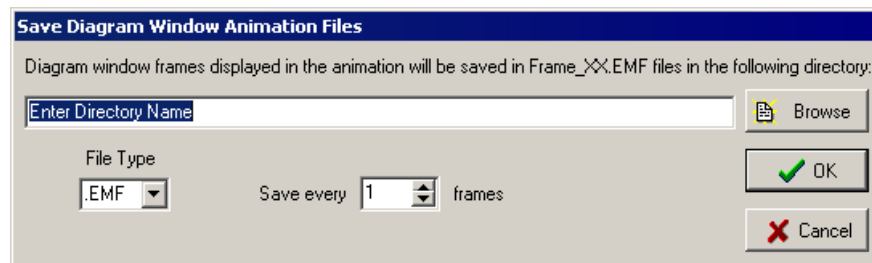 Save Diagram Window Animation Files
Diagram window frames displayed in the animation will be saved in Frame_XX.EMF files in the following directory:
Enter Directory Name
Browse
File Type
OK
.EMF
Save every 1 frames
Cancel